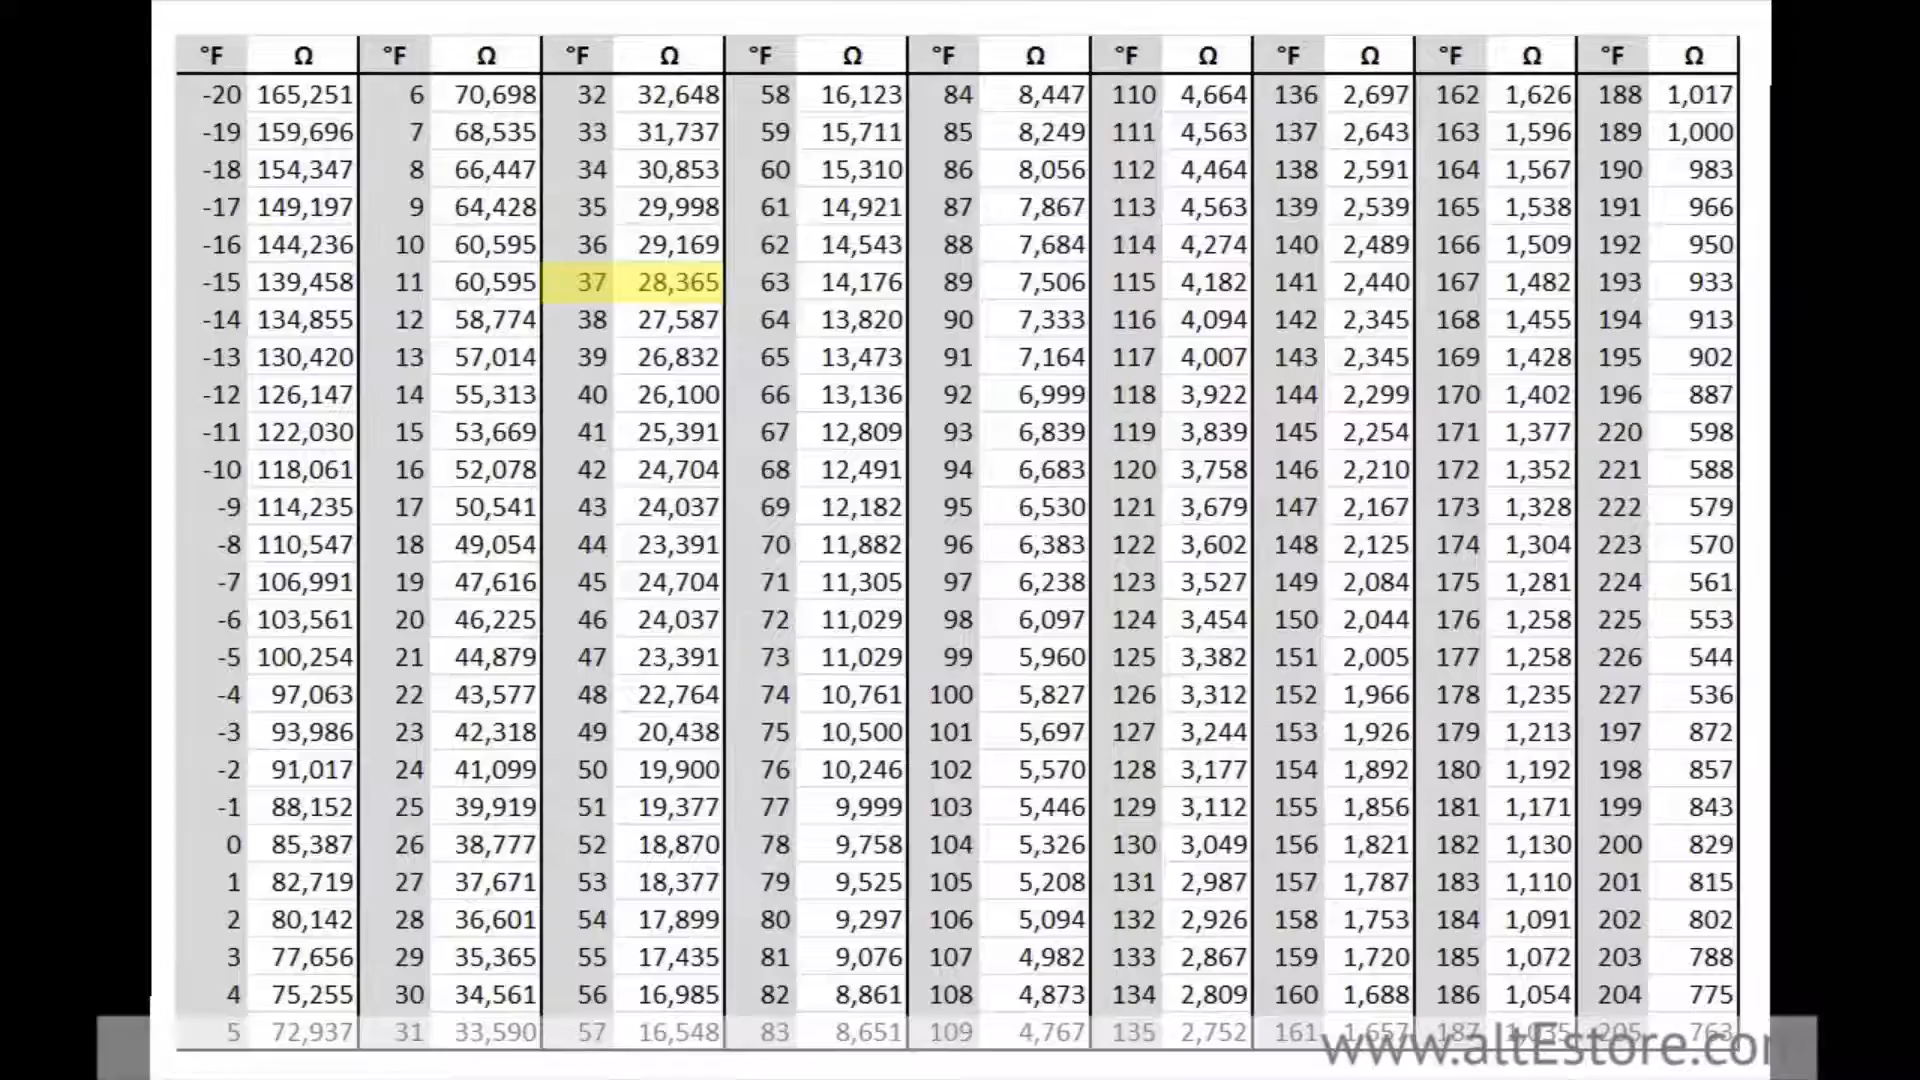 °F Ω °F Ω °F Ω °F Ω °F Ω °F Ω °F Ω °F Ω °F Ω
-20 165,251 6 70,698 32 32,648 58 16,123 84 8,447 110 4,664 136 2,697 162 1,626 188 1,017
-19 159,696 7 68,535 33 31,737 59 15,711 85 8,249 111 4,563 137 2,643 163 1,596 189 1,000
-18 154,347 8 66,447 34 30,853 60 15,310 86 8,056 112 4,464 138 2,591 164 1,567 190 983
-17 149,197 9 64,428 35 29,998 61 14,921 87 7,867 113 4,563 139 2,539 165 1,538 191 966
-16 144,236 10 60,595 36 29,169 62 14,543 88 7,684 114 4,274 140 2,489 166 1,509 192 950
-15 139,458 11 60,595 37 28,365 63 14,176 89 7,506 115 4,182 141 2,440 167 1,482 193 933
-14 134,855 12 58,774 38 27,587 64 13,820 90 7,333 116 4,094 142 2,345 168 1,455 194 913
-13 130,420 13 57,014 39 26,832 65 13,473 91 7,164 117 4,007 143 2,345 169 1,428 195 902
-12 126,147 14 55,313 40 26,100 66 13,136 92 6,999 118 3,922 144 2,299 170 1,402 196 887
-11 122,030 15 53,669 41 25,391 67 12,809 93 6,839 119 3,839 145 2,254 171 1,377 220 598
-10 118,061 16 52,078 42 24,704 68 12,491 94 6,683 120 3,758 146 2,210 172 1,352 221 588
-9 114,235 17 50,541 43 24,037 69 12,182 95 6,530 121 3,679 147 2,167 173 1,328 222 579
-8 110,547 18 49,054 44 23,391 70 11,882 96 6,383 122 3,602 148 2,125 174 1,304 223 570
-7 106,991 19 47,616 45 24,704 71 11,305 97 6,238 123 3,527 149 2,084 175 1,281 224 561
-6 103,561 20 46,225 46 24,037 72 11,029 98 6,097 124 3,454 150 2,044 176 1,258 225 553
-5 100,254 21 44,879 47 23,391 73 11,029 99 5,960 125 3,382 151 2,005 177 1,258 226 544
-4 97,063 22 43,577 48 22,764 74 10,761 100 5,827 126 3,312 152 1,966 178 1,235 227 536
-3 93,986 23 42,318 49 20,438 75 10,500 101 5,697 127 3,244 153 1,926 179 1,213 197 872
-2 91,017 24 41,099 50 19,900 76 10,246 102 5,570 128 3,177 154 1,892 180 1,192 198 857
-1 88,152 25 39,919 51 19,377 77 9,999 103 5,446 129 3,112 155 1,856 181 1,171 199 843
0 85,387 26 38,777 52 18,870 78 9,758 104 5,326 130 3,049 156 1,821 182 1,130 200 829
1 82,719 27 37,671 53 18,377 79 9,525 105 5,208 131 2,987 157 1,787 183 1,110 201 815
2 80,142 28 36,601 54 17,899 80 9,297 106 5,094 132 2,926 158 1,753 184 1,091 202 802
3 77,656 29 35,365 55 17,435 81 9,076 107 4,982 133 2,867 159 1,720 185 1,072 203 788
4 75,255 30 34,561 56 16,985 82 8,861 108 4,873 134 2,809 160 1,688 186 1,054 204 775
5 72,937 31 33,590 57 16,548 83 8,651 109 4,767 135 2,752 161 1,657 187 1,035 205 763
www.altEstore.com